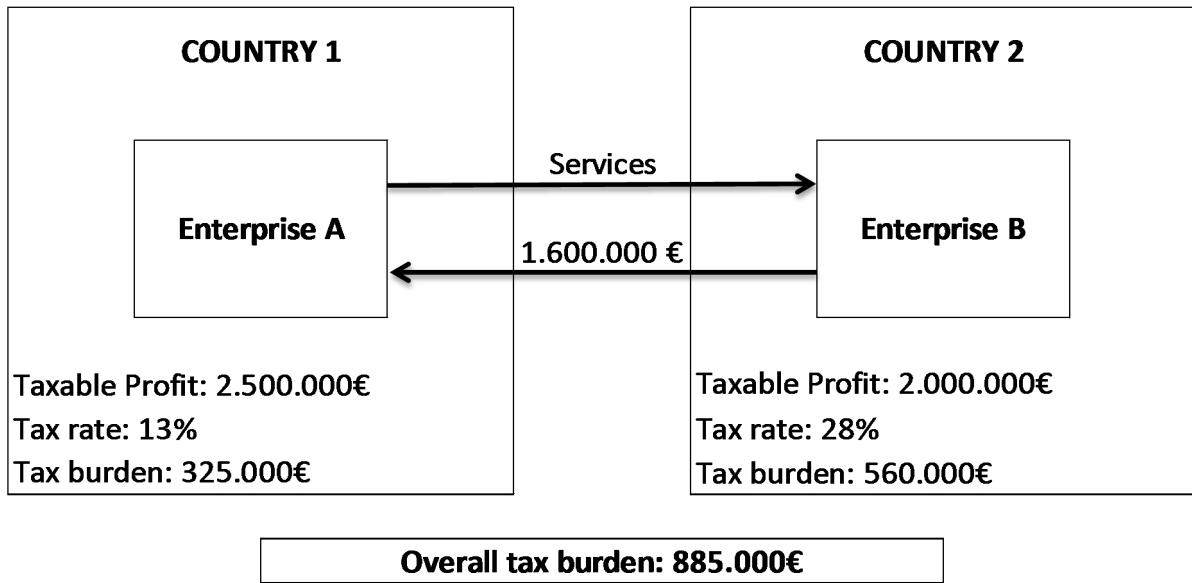 COUNTRY 1
COUNTRY 2
Services
Enterprise A
Enterprise B
1.600.000 €
Taxable Profit: 2.500.000€
Tax rate: 13%
Tax burden: 325.000€
Taxable Profit: 2.000.000€
Tax rate: 28%
Tax burden: 560.000€
Overall tax burden: 885.000€